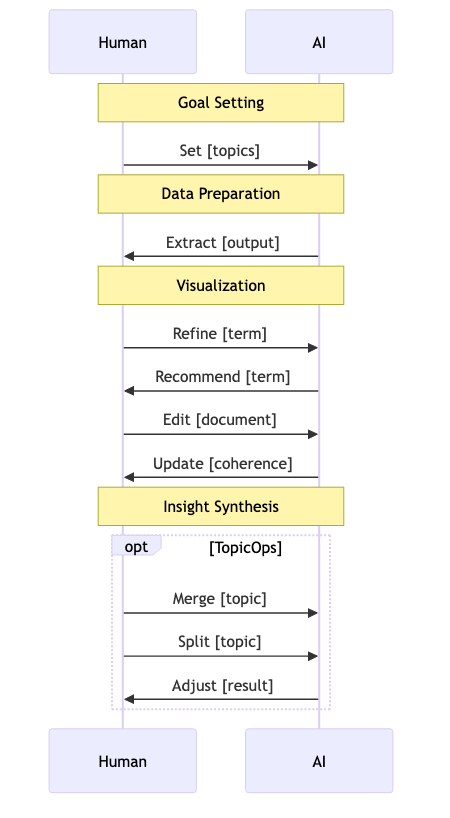 Human
AI
Goal Setting
Set [topics]
Data Preparation
Extract [output]
Visualization
Refine [term]
Recommend [term]
Edit [document]
Update [coherence]
Insight Synthesis
opt
[TopicOps]
Merge [topic]
Split [topic]
Adjust [result]
Human
AI